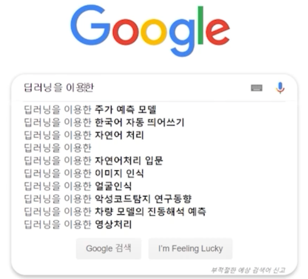 Google
딥러닝을 이용한
딥러닝을 이용한 주가 예측 모델
딥러닝을 이용한 한국어 자동 띄어쓰기
딥러닝을 이용한 자연어 처리
딥러닝을 이용한
딥러닝을 이용한 자연어처리 입문
딥러닝을 이용한 이미지 인식
딥러닝을 이용한 얼굴인식
딥러닝을 이용한 악성코드탐지 연구동향
딥러닝을 이용한 차량 모델의 진동해석 예측
딥러닝을 이용한 영상처리
Google 검색 I'm Feeling Lucky
부적절한 예상 검색어 신고